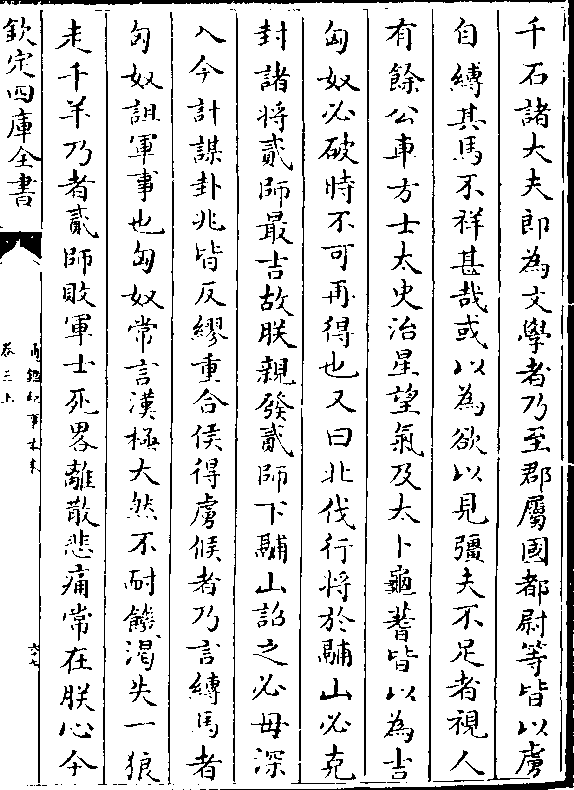 千石諸大夫郎為文學者乃至郡屬國都尉等皆以虜
自縛其馬不祥甚哉或以為欲以見彊夫不足者視人
有餘公車方士太史治星望氣及太卜龜蓍皆以為吉
匈奴必破時不可再得也又曰北伐行將於鬴山必克
封諸將貳師最吉故朕親發貳師下鬴山詔之必毋深
入今計謀卦兆皆反繆重合侯得虜候者乃言縛馬者
匈奴詛軍事也匈奴常言漢極大然不耐饑渴失一狼
走千羊乃者貳師敗軍士死畧離散悲痛常在朕心今
欽定四庫全書
卷三上
六七